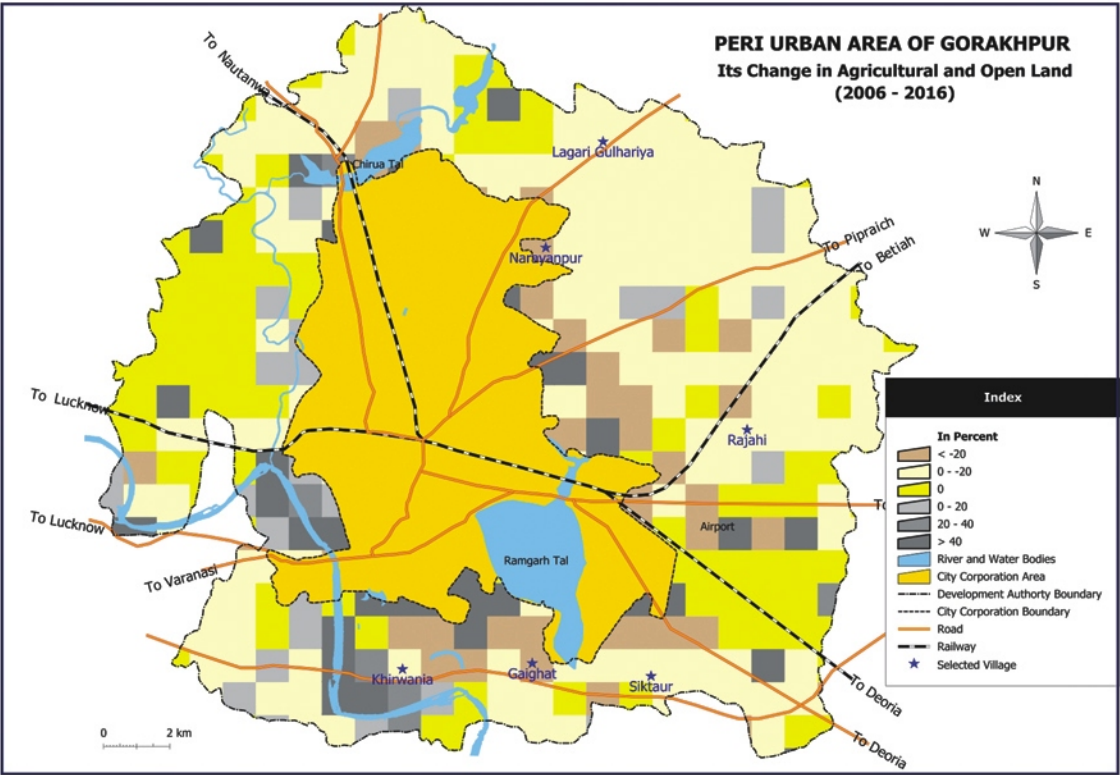 PERI URBAN AREA OF GORAKHPUR
Its Change in Agricultural and Open Land
(2006 - 2016)
To Nautanwa
Chirua Tal
Lagari Gulhariya
N
W
E
S
To Pipraich
To Betiah
Narayanpur
To Lucknow
Rajahi
To Lucknow
To
Airport
Ramgarh Tal
To Varanasi
Khirwania
Gaighat
Siktaur
To Deoria
To Deoria
0 2 km
Index
In Percent
< -20
0 - -20
0
0 - 20
20 - 40
> 40
River and Water Bodies
City Corporation Area
Development Authorty Boundary
City Corporation Boundary
Road
Railway
Selected Village